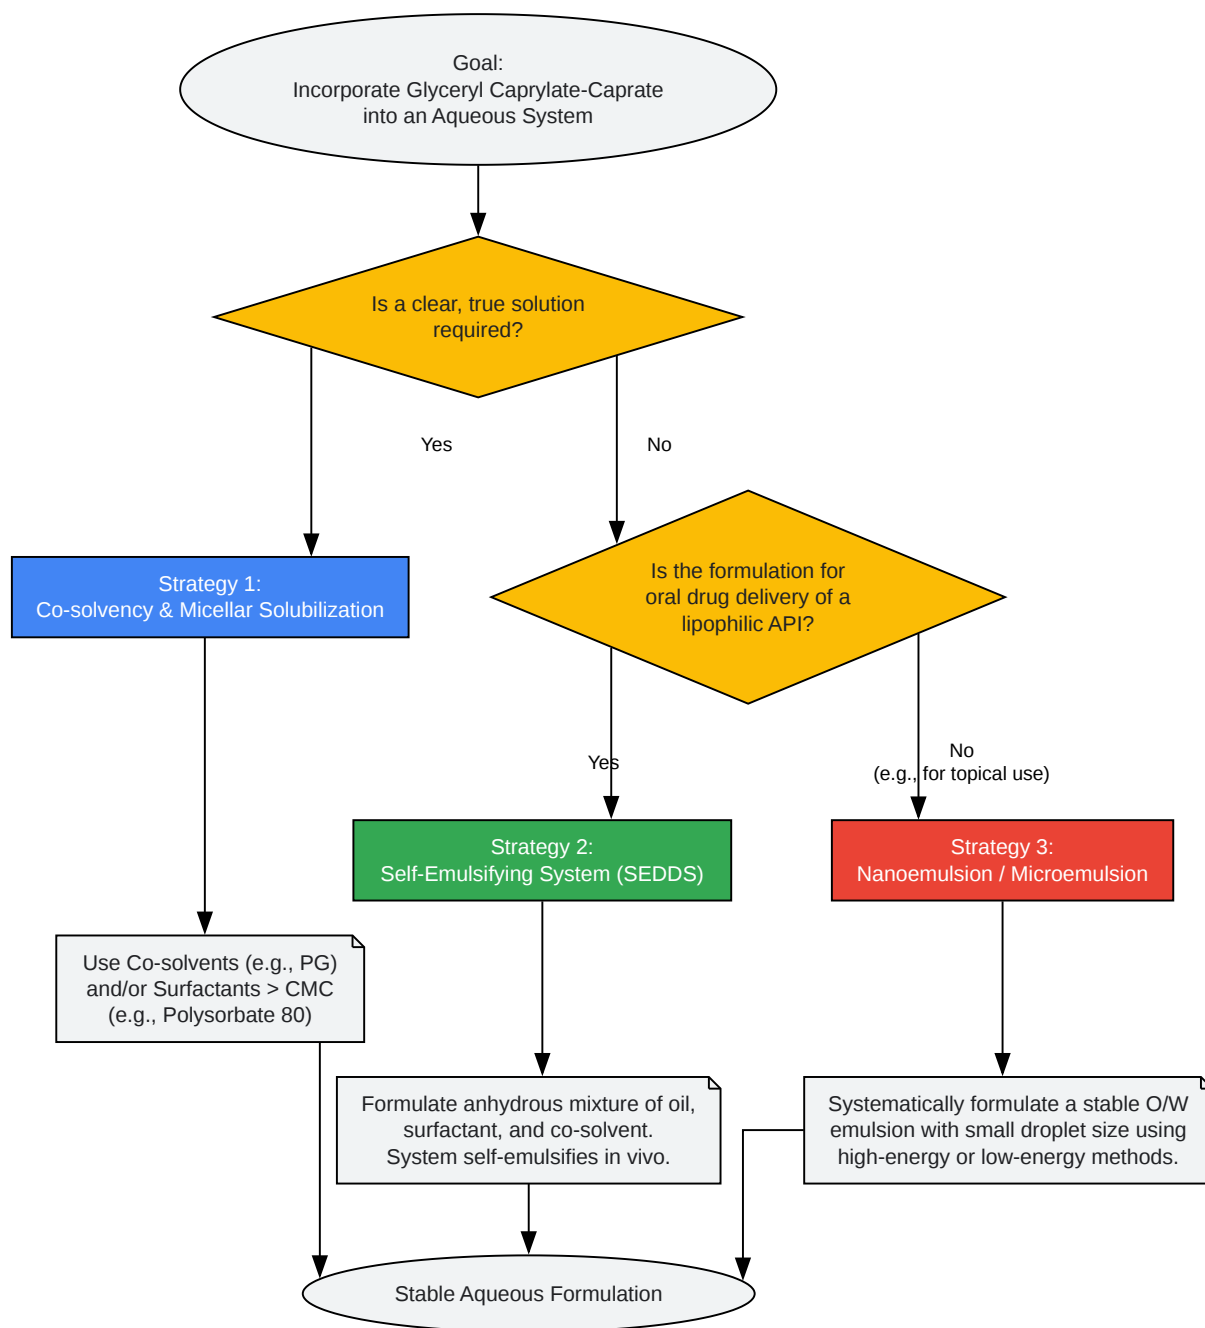 Goal:
Incorporate Glyceryl Caprylate-Caprate
into an Aqueous System
Is a clear, true solution
required?
Yes
No
Strategy 1:
Co-solvency & Micellar Solubilization
Is the formulation for
oral drug delivery of a
lipophilic API?
Yes
No
(e.g., for topical use)
Strategy 2:
Self-Emulsifying System (SEDDS)
Strategy 3:
Nanoemulsion / Microemulsion
Use Co-solvents (e.g., PG)
and/or Surfactants > CMC
(e.g., Polysorbate 80)
Formulate anhydrous mixture of oil,
surfactant, and co-solvent.
System self-emulsifies in vivo.
Systematically formulate a stable O/W
emulsion with small droplet size using
high-energy or low-energy methods.
Stable Aqueous Formulation